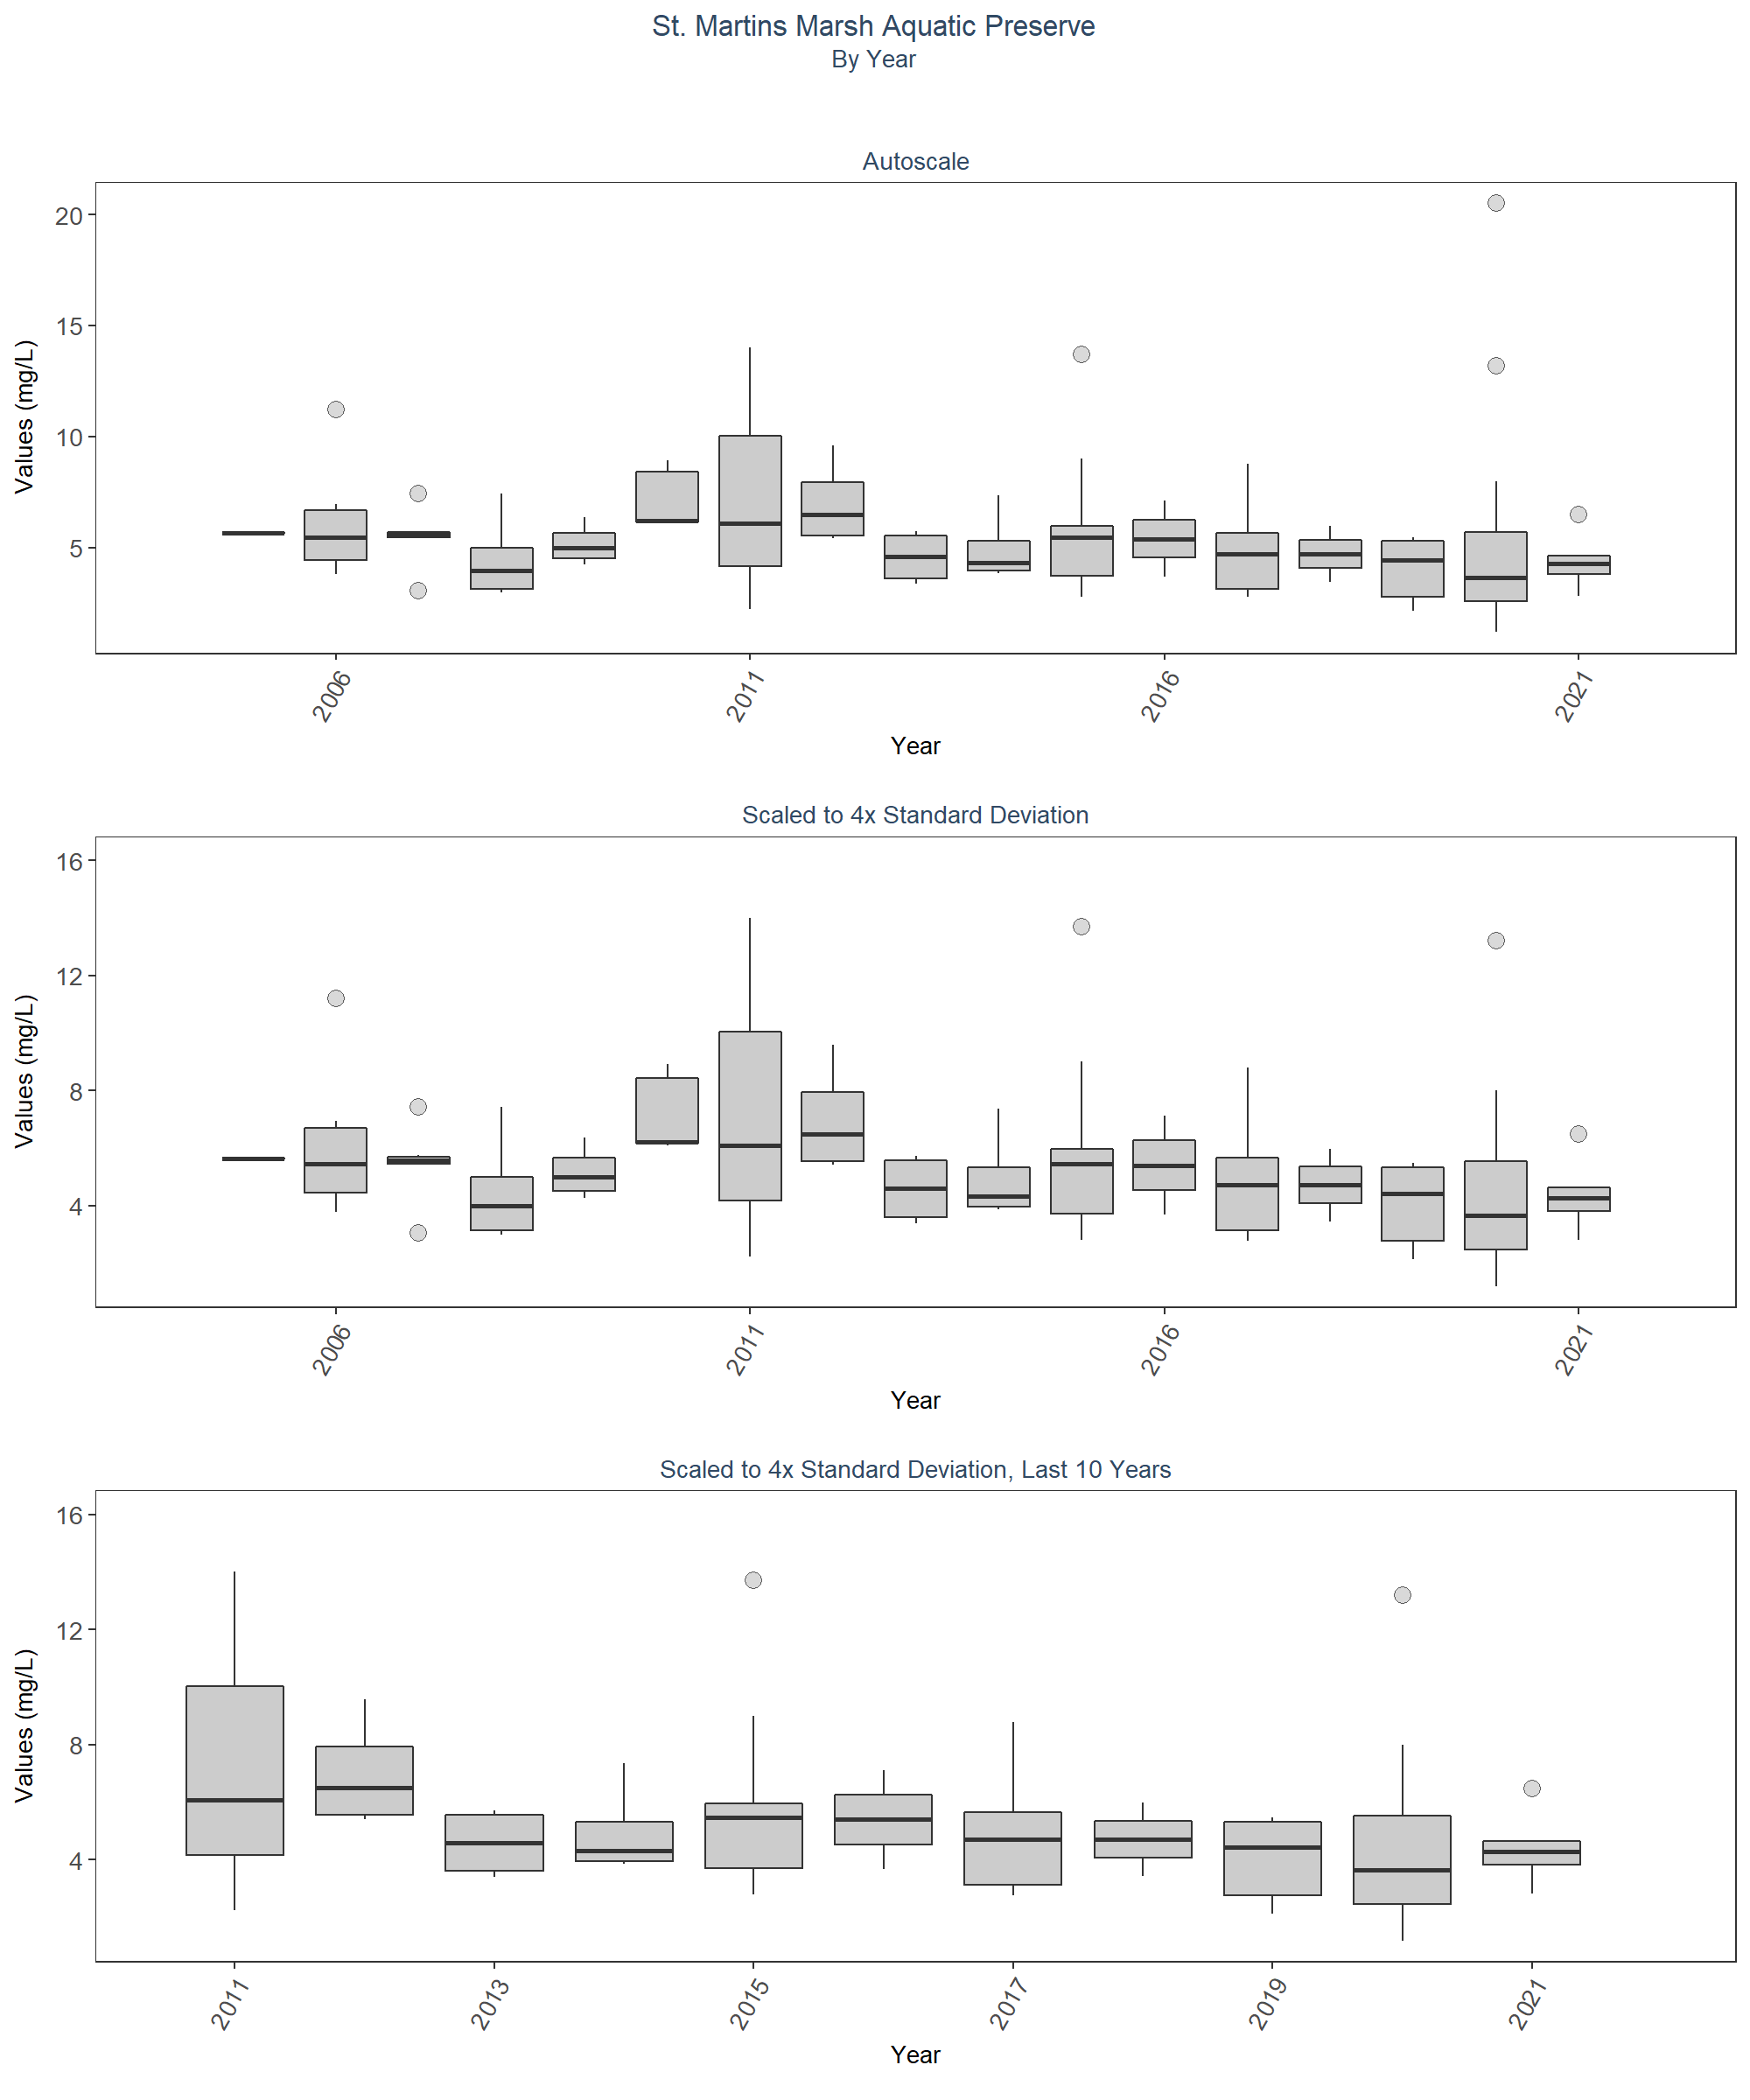 St. Martins Marsh Aquatic Preserve
By Year
Autoscale
Values (mg/L)
20
15
10
5
2006
2011
2016
2021
Year
Scaled to 4x Standard Deviation
Values (mg/L)
16
12
8
4
2006
2011
2016
2021
Year
Scaled to 4x Standard Deviation, Last 10 Years
Values (mg/L)
16
12
8
4
2011
2013
2015
2017
2019
2021
Year